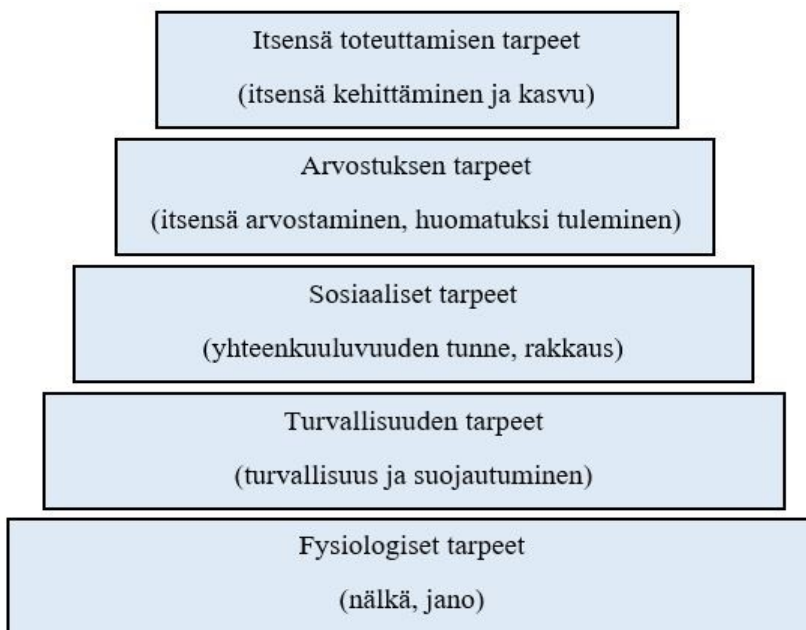 Itsensä toteuttamisen tarpeet
(itsensä kehittäminen ja kasvu)
Arvostuksen tarpeet
(itsensä arvostaminen, huomatuksi tuleminen)
Sosiaaliset tarpeet
(yhteenkuuluvuuden tunne, rakkaus)
Turvallisuuden tarpeet
(turvallisuus ja suojautuminen)
Fysiologiset tarpeet
(nälkä, jano)